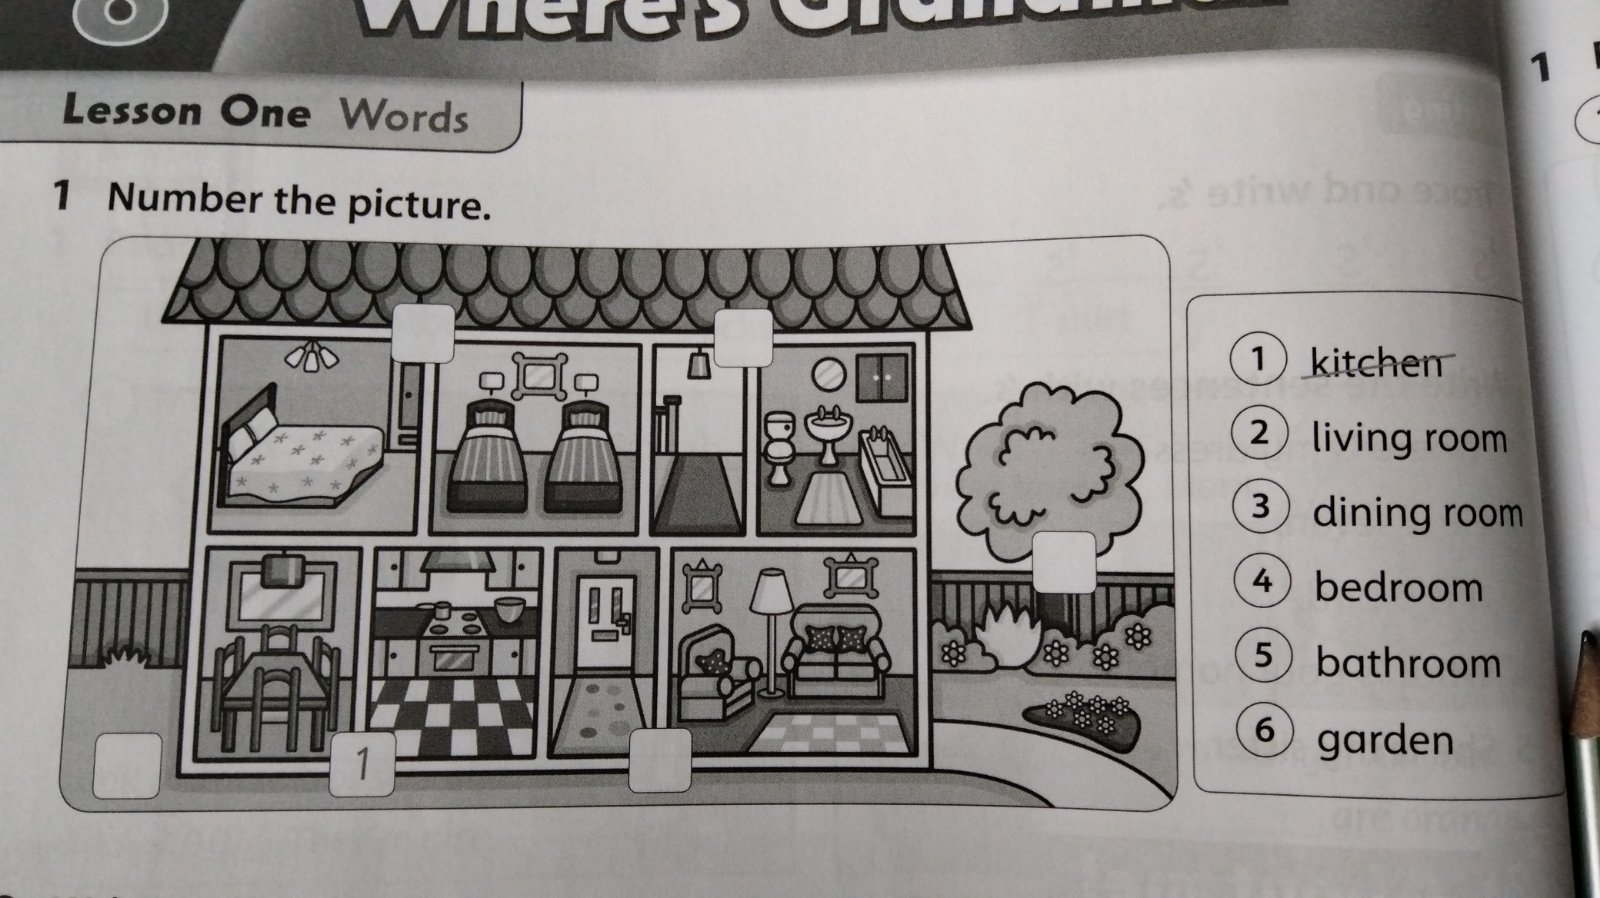 Where's
Lesson One Words
1 Number the picture.
1
1 kitchen
2 living room
3 dining room
4 bedroom
5 bathroom
6 garden
1